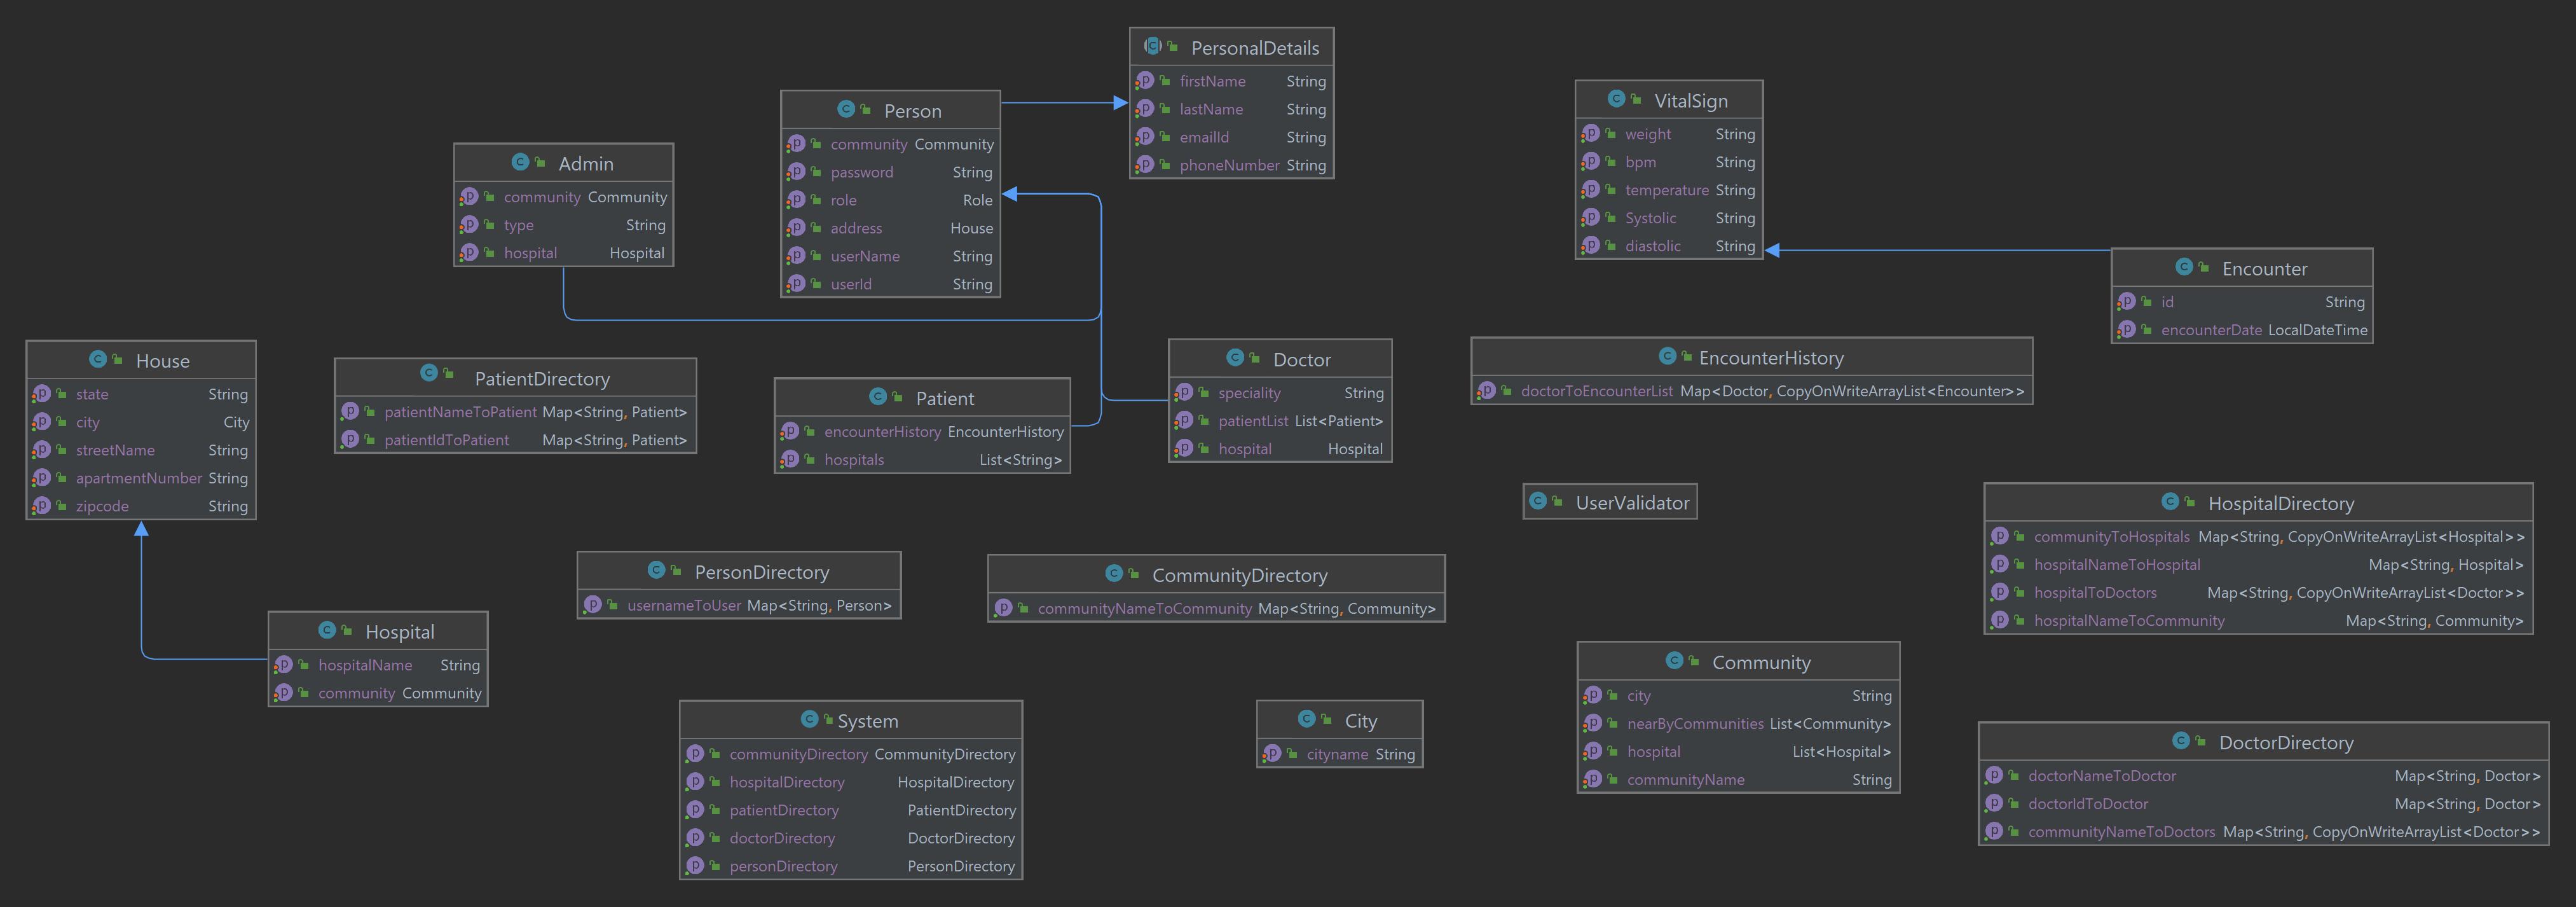 PersonalDetails
firstName String
lastName String
emailId String
phoneNumber String
Person
community Community
password String
role Role
address House
userName String
userId String
VitalSign
weight String
bpm String
temperature String
Systolic String
diastolic String
Admin
community Community
type String
hospital Hospital
Encounter
id String
encounterDate LocalDateTime
House
state String
city City
streetName String
apartmentNumber String
zipcode String
PatientDirectory
patientNameToPatient Map<String, Patient>
patientIdToPatient Map<String, Patient>
Patient
encounterHistory EncounterHistory
hospitals List<String>
Doctor
speciality String
patientList List<Patient>
hospital Hospital
EncounterHistory
doctorToEncounterList Map<Doctor, CopyOnWriteArrayList<Encounter>>
UserValidator
HospitalDirectory
communityToHospitals Map<String, CopyOnWriteArrayList<Hospital>>
hospitalNameToHospital Map<String, Hospital>
hospitalToDoctors Map<String, CopyOnWriteArrayList<Doctor>>
hospitalNameToCommunity Map<String, Community>
PersonDirectory
usernameToUser Map<String, Person>
CommunityDirectory
communityNameToCommunity Map<String, Community>
Hospital
hospitalName String
community Community
System
communityDirectory CommunityDirectory
hospitalDirectory HospitalDirectory
patientDirectory PatientDirectory
doctorDirectory DoctorDirectory
personDirectory PersonDirectory
City
cityname String
Community
city String
nearByCommunities List<Community>
hospital List<Hospital>
communityName String
DoctorDirectory
doctorNameToDoctor Map<String, Doctor>
doctorIdToDoctor Map<String, Doctor>
communityNameToDoctors Map<String, CopyOnWriteArrayList<Doctor>>